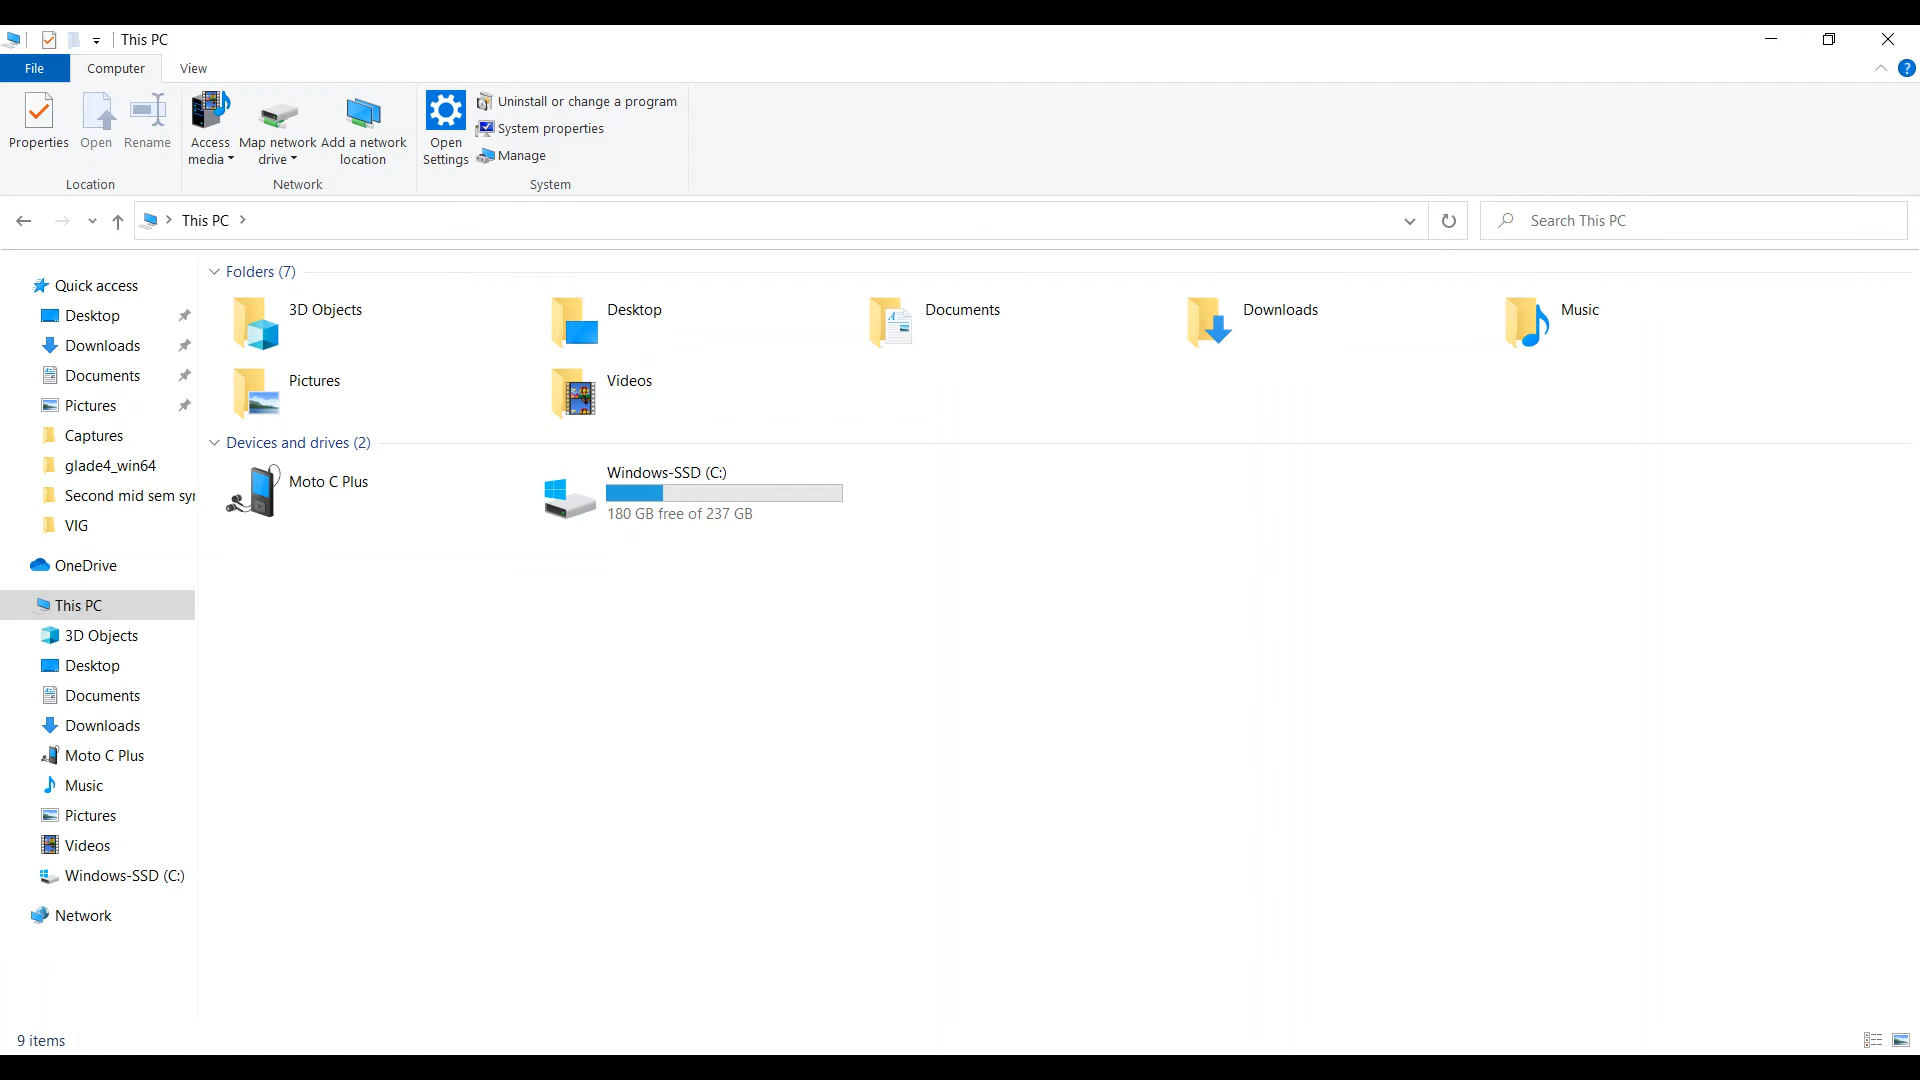 This PC
File
Computer
View
?
Properties
Open
Rename
Access
media
Map network
drive
Add a network
location
Open
Settings
Uninstall or change a program
System properties
Manage
Location
Network
System
This PC
Search This PC
Quick access
Desktop
Downloads
Documents
Pictures
Captures
glade4_win64
Second mid sem syr
VIG
OneDrive
This PC
3D Objects
Desktop
Documents
Downloads
Moto C Plus
Music
Pictures
Videos
Windows-SSD (C:)
Network
Folders (7)
3D Objects
Desktop
Documents
Downloads
Music
Pictures
Videos
Devices and drives (2)
Moto C Plus
Windows-SSD (C:)
180 GB free of 237 GB
9 items